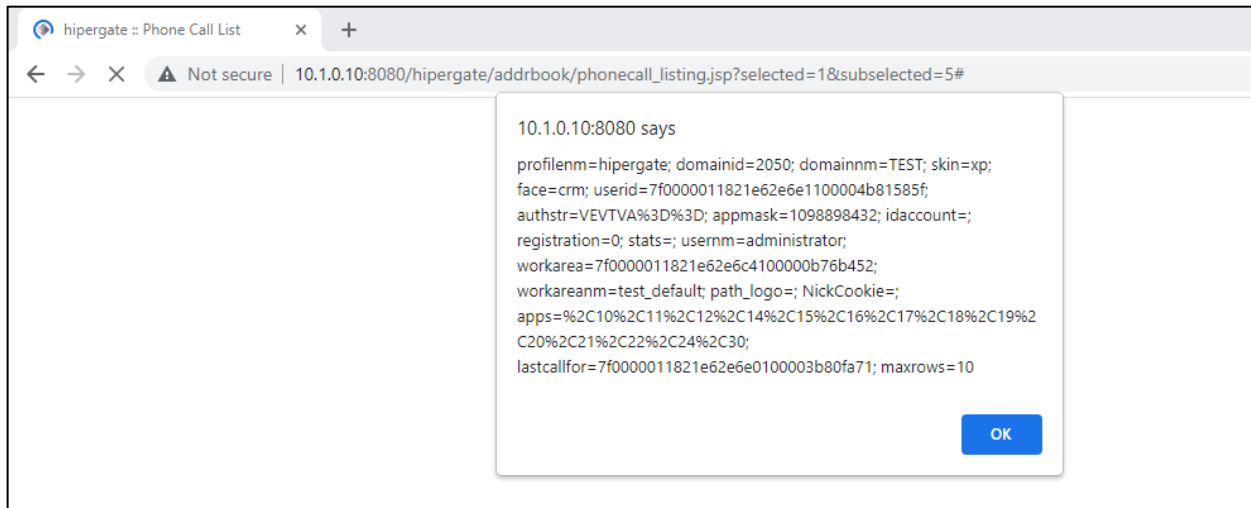 hipergate :: Phone Call List
Not secure | 10.1.0.10:8080/hipergate/addrbook/phonecall_listing.jsp?selected=1&subselected=5#
10.1.0.10:8080 says
profilenm=hipergate; domainid=2050; domainnm=TEST; skin=xp;
face=crm; userid=7f0000011821e62e6e1100004b81585f;
authstr=VEVTVA%3D%3D; appmask=1098898432; idaccount=;
registration=0; stats=; usernm=administrator;
workarea=7f0000011821e62e6c4100000b76b452;
workareanm=test_default; path_logo=; NickCookie=;
apps=%2C10%2C11%2C12%2C14%2C15%2C16%2C17%2C18%2C19%2
C20%2C21%2C22%2C24%2C30;
lastcallfor=7f0000011821e62e6e0100003b80fa71; maxrows=10
OK